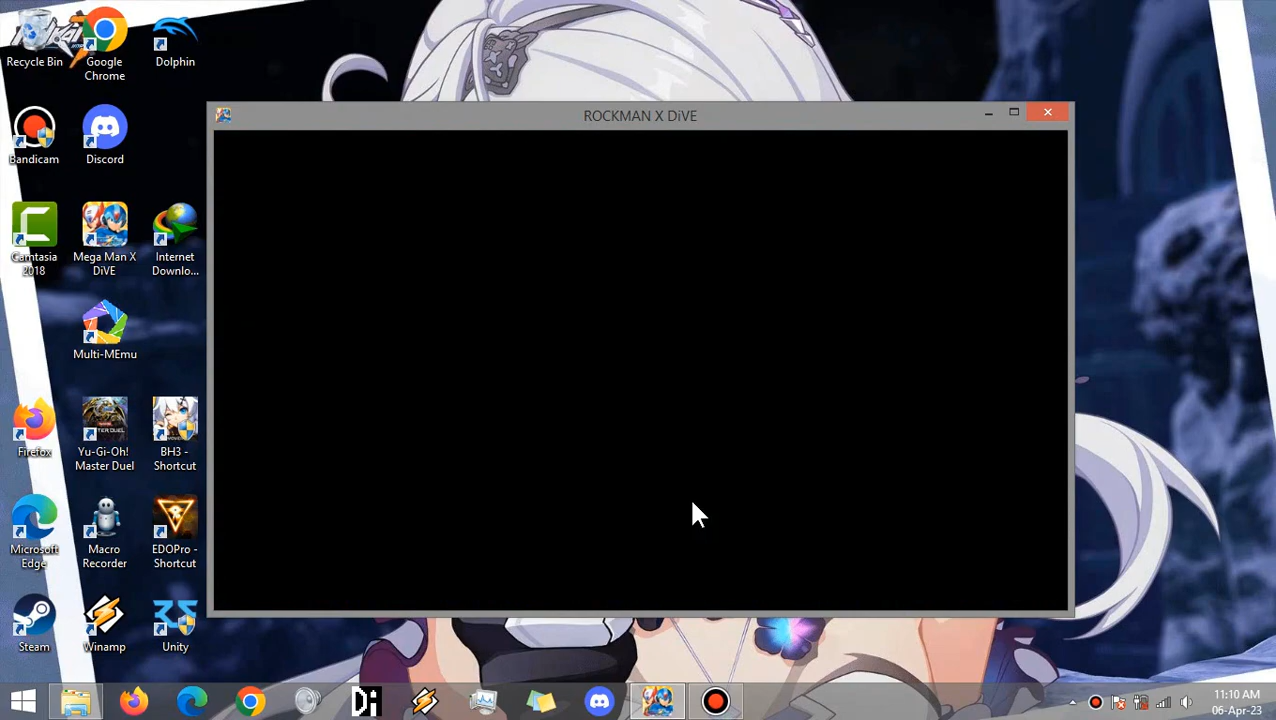 Recycle Bin
Google
Chrome
Dolphin
ROCKMAN X DiVE
Bandicam
Discord
Camtasia
2018
Mega Man X
DiVE
Internet
Downlo...
Multi-MEmu
Firefox
Yu-Gi-Oh!
Master Duel
BH3 -
Shortcut
Microsoft
Edge
Macro
Recorder
EDOPro -
Shortcut
Steam
Winamp
Unity
Di
11:10 AM
06-Apr-23